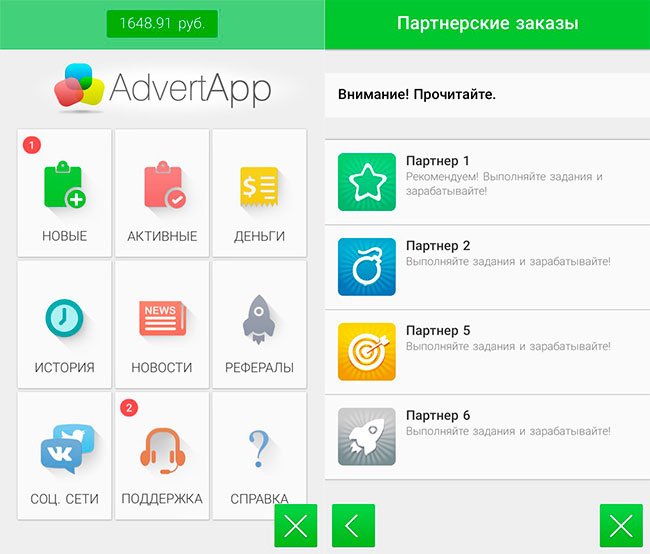 1648.91 руб.
AdvertApp
1
НОВЫЕ
АКТИВНЫЕ
$
ДЕНЬГИ
ИСТОРИЯ
NEWS
НОВОСТИ
РЕФЕРАЛЫ
СОЦ. СЕТИ
2
ПОДДЕРЖКА
?
СПРАВКА
Партнерские заказы
Внимание! Прочитайте.
Партнер 1
Рекомендуем! Выполняйте задания и
зарабатывайте!
Партнер 2
Выполняйте задания и зарабатывайте!
Партнер 5
Выполняйте задания и зарабатывайте!
Партнер 6
Выполняйте задания и зарабатывайте!